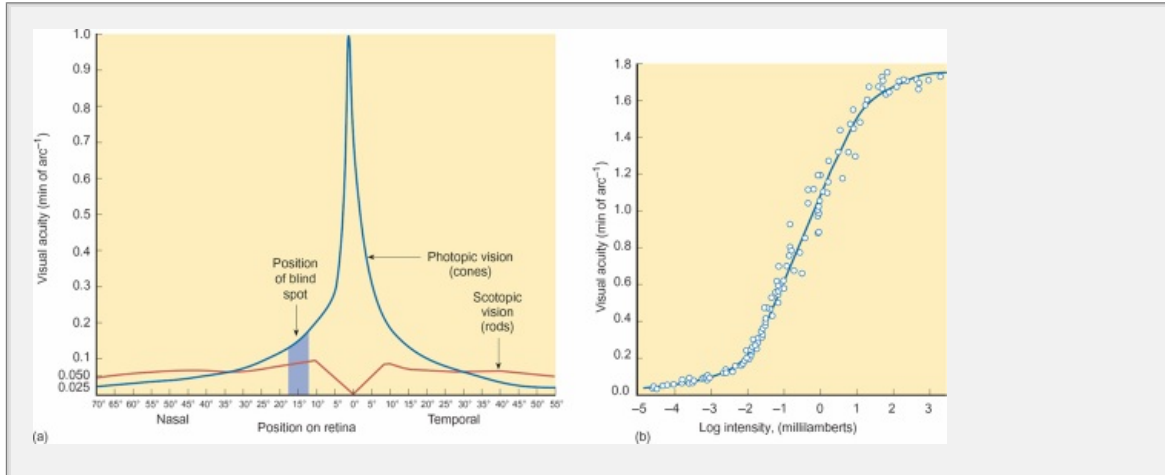 1.0
0.9
0.8
0.7
0.5
0.4
0.2
0.1
0.050
0.025
Visual acuity (min of arc⁻¹)
Position
of blind
spot
Photopic vision
(cones)
Scotopic
vision
(rods)
70° 65° 60° 55° 50° 45° 40° 35° 30° 25° 20° 15° 10° 5° 0° 5° 10° 15° 20° 25° 30° 35° 40° 45° 50° 55°
Nasal
Position on retina
Temporal
(a)
1.8
1.6
1.4
1.2
1.0
0.8
0.6
0.4
0.2
0.0
Visual acuity (min of arc⁻¹)
–5 –4 –3 –2 –1 0 1 2 3
Log intensity, (millilamberts)
(b)